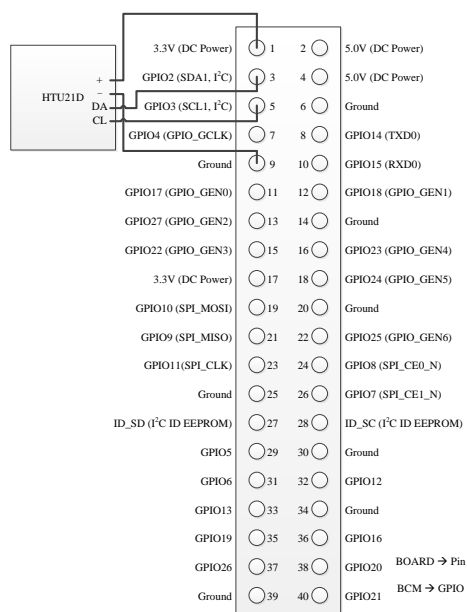 3.3V (DC Power) 1 2 5.0V (DC Power)
+
GPIO2 (SDA1, I²C) 3 4 5.0V (DC Power)
−
HTU21D
DA GPIO3 (SCL1, I²C) 5 6 Ground
CL
GPIO4 (GPIO_GCLK) 7 8 GPIO14 (TXD0)
Ground 9 10 GPIO15 (RXD0)
GPIO17 (GPIO_GEN0) 11 12 GPIO18 (GPIO_GEN1)
GPIO27 (GPIO_GEN2) 13 14 Ground
GPIO22 (GPIO_GEN3) 15 16 GPIO23 (GPIO_GEN4)
3.3V (DC Power) 17 18 GPIO24 (GPIO_GEN5)
GPIO10 (SPI_MOSI) 19 20 Ground
GPIO9 (SPI_MISO) 21 22 GPIO25 (GPIO_GEN6)
GPIO11(SPI_CLK) 23 24 GPIO8 (SPI_CE0_N)
Ground 25 26 GPIO7 (SPI_CE1_N)
ID_SD (I²C ID EEPROM) 27 28 ID_SC (I²C ID EEPROM)
GPIO5 29 30 Ground
GPIO6 31 32 GPIO12
GPIO13 33 34 Ground
GPIO19 35 36 GPIO16
GPIO26 37 38 GPIO20 BOARD → Pin
Ground 39 40 GPIO21 BCM → GPIO